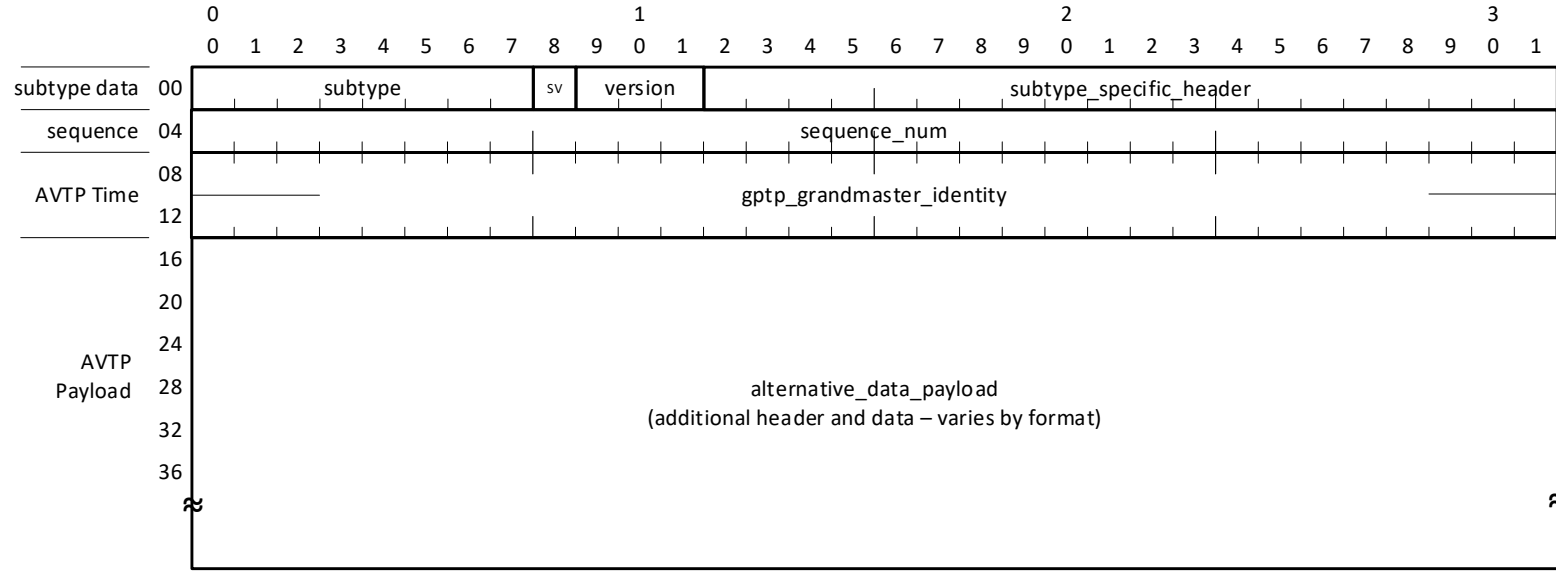 0 1 2 3
0 1 2 3 4 5 6 7 8 9 0 1 2 3 4 5 6 7 8 9 0 1 2 3 4 5 6 7 8 9 0 1
subtype data 00 subtype sv version subtype_specific_header
sequence 04 sequence_num
08
AVTP Time gptp_grandmaster_identity
12
16
20
24
AVTP
Payload 28 alternative_data_payload
(additional header and data – varies by format)
32
36